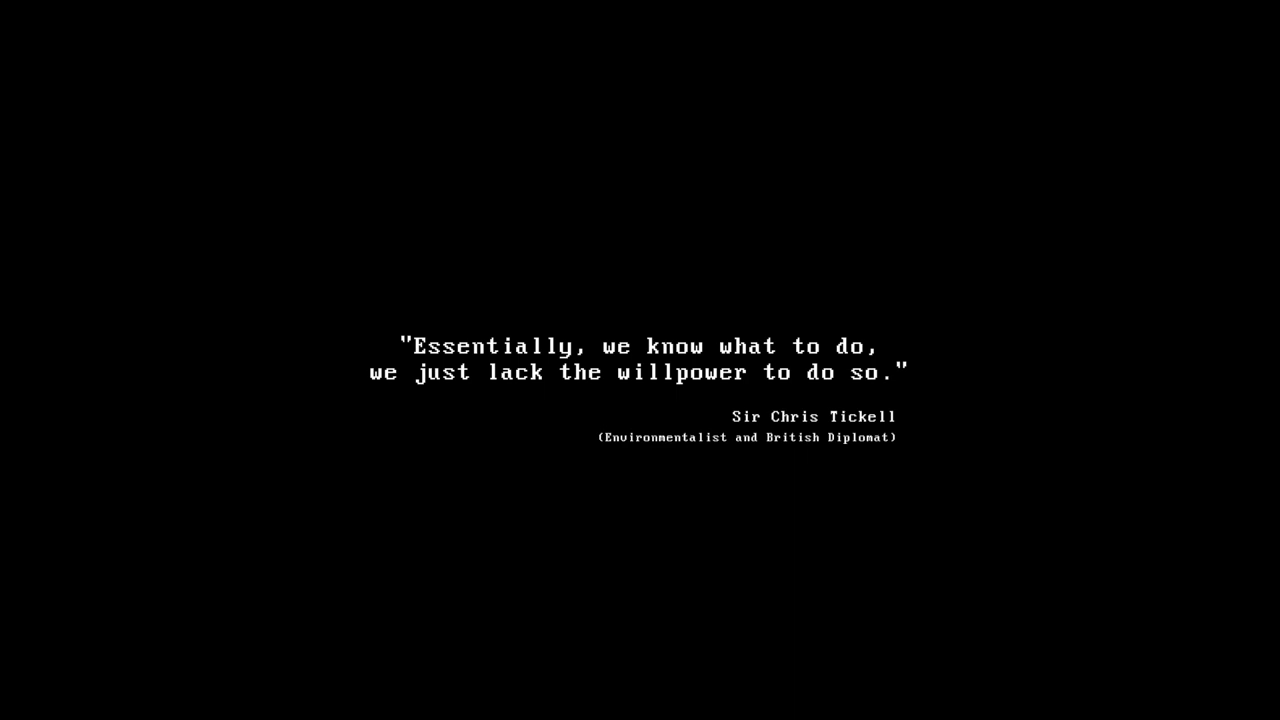 "Essentially, we know what to do,
we just lack the willpower to do so."
Sir Chris Tickell
(Environmentalist and British Diplomat)